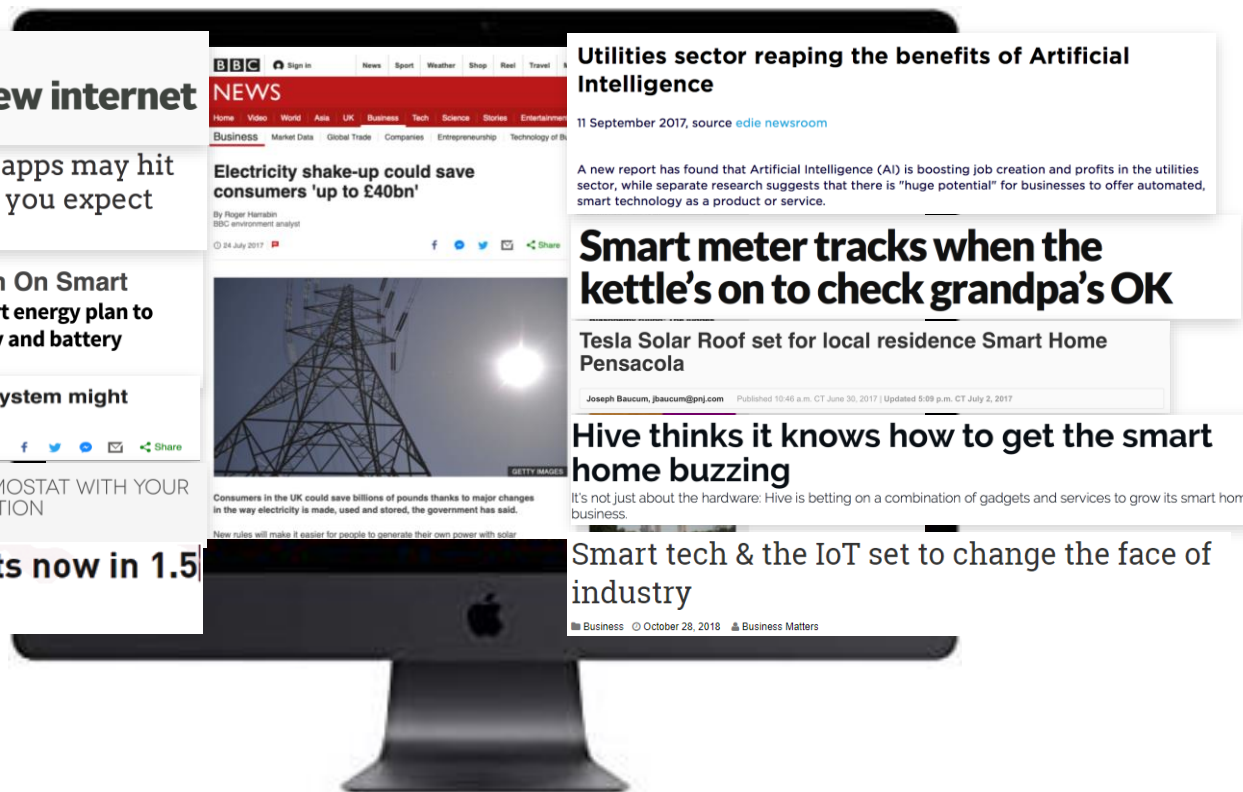 ew internet
apps may hit
you expect
n On Smart
rt energy plan to
y and battery
ystem might
Share
MOSTAT WITH YOUR
TION
ts now in 1.5
BBC Sign in News Sport Weather Shop Reel Travel
NEWS
Home Video World Asia UK Business Tech Science Stories Entertainmen
Business Market Data Global Trade Companies Entrepreneurship Technology of Bu
Electricity shake-up could save
consumers 'up to £40bn'
By Roger Harrabin
BBC environment analyst
24 July 2017
Share
GETTY IMAGES
Consumers in the UK could save billions of pounds thanks to major changes
in the way electricity is made, used and stored, the government has said.
New rules will make it easier for people to generate their own power with solar
Utilities sector reaping the benefits of Artificial
Intelligence
11 September 2017, source edie newsroom
A new report has found that Artificial Intelligence (AI) is boosting job creation and profits in the utilities
sector, while separate research suggests that there is "huge potential" for businesses to offer automated,
smart technology as a product or service.
Smart meter tracks when the
kettle's on to check grandpa's OK
Tesla Solar Roof set for local residence Smart Home
Pensacola
Joseph Baucum, jbaucum@pnj.com Published 10:46 a.m. CT June 30, 2017 | Updated 5:09 p.m. CT July 2, 2017
Hive thinks it knows how to get the smart
home buzzing
It's not just about the hardware: Hive is betting on a combination of gadgets and services to grow its smart hom
business.
Smart tech & the IoT set to change the face of
industry
Business October 28, 2018 Business Matters